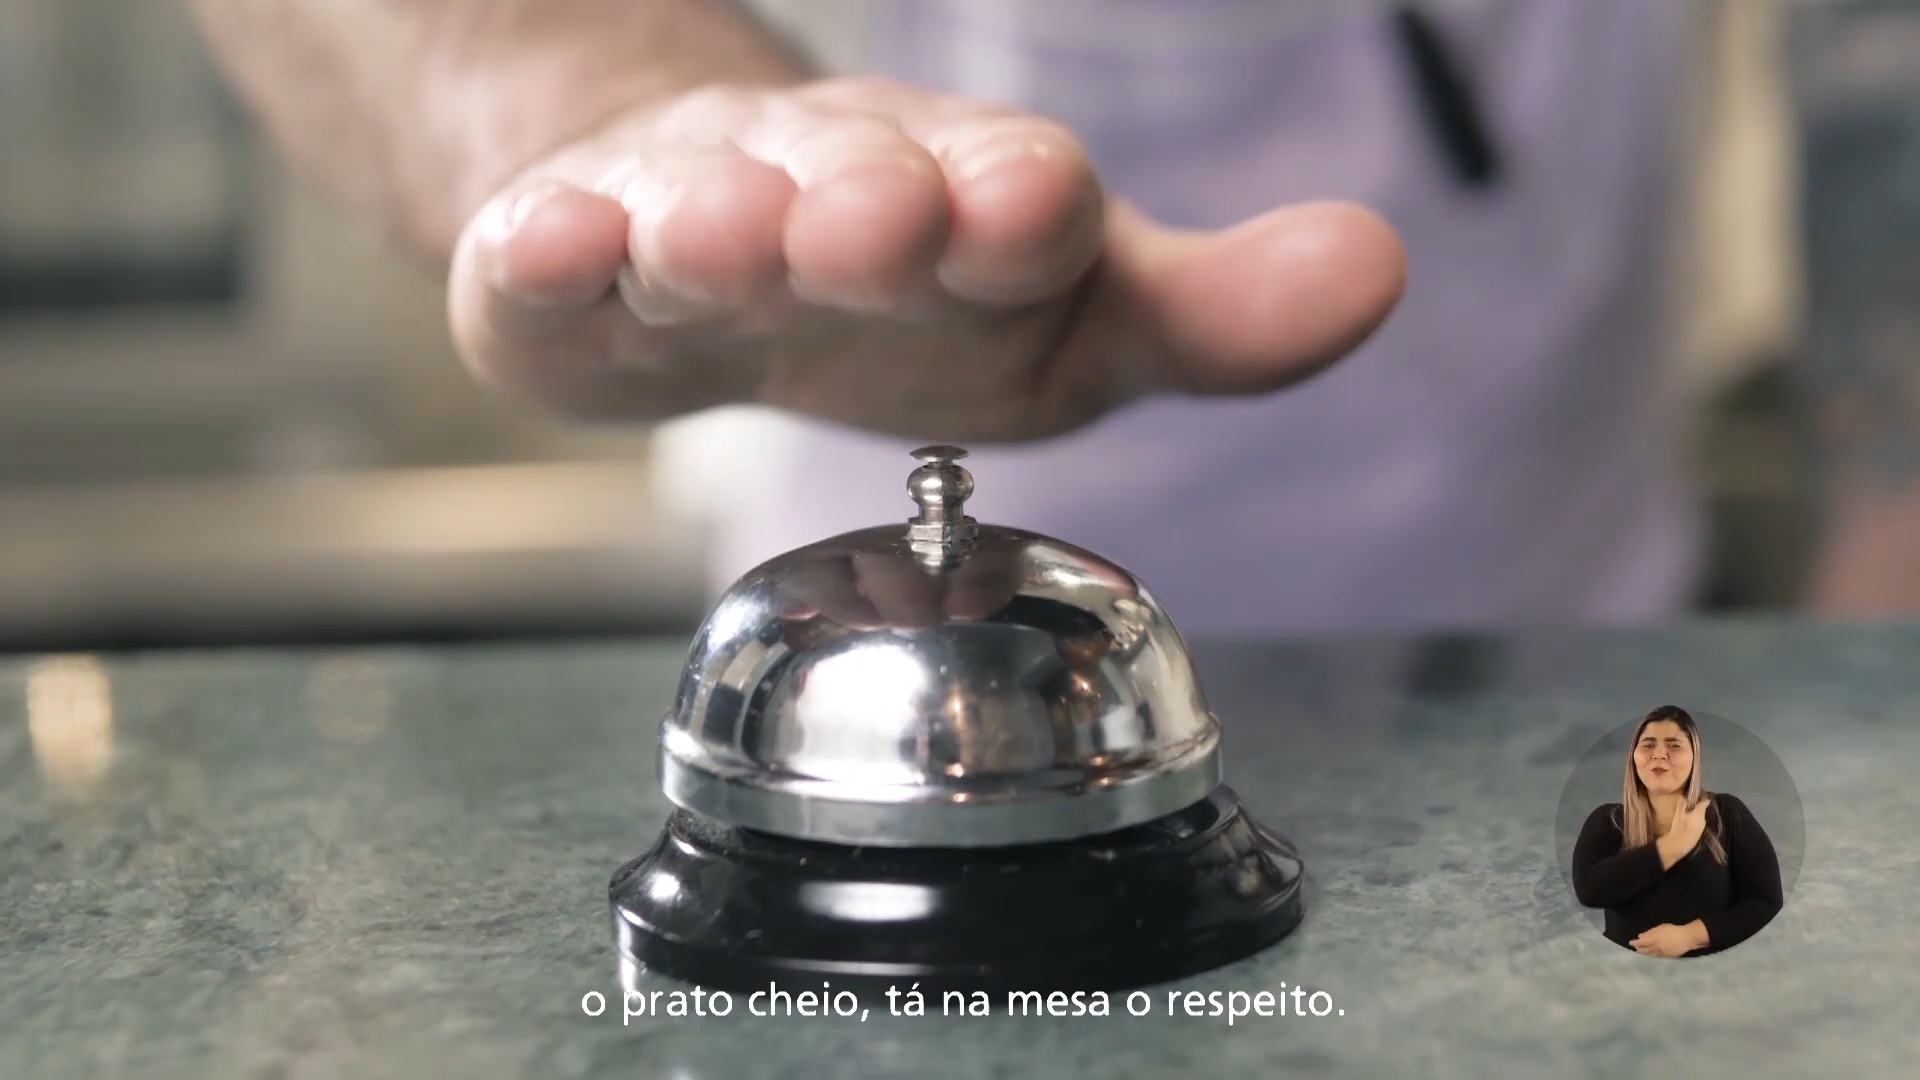 o prato cheio, tá na mesa o respeito.